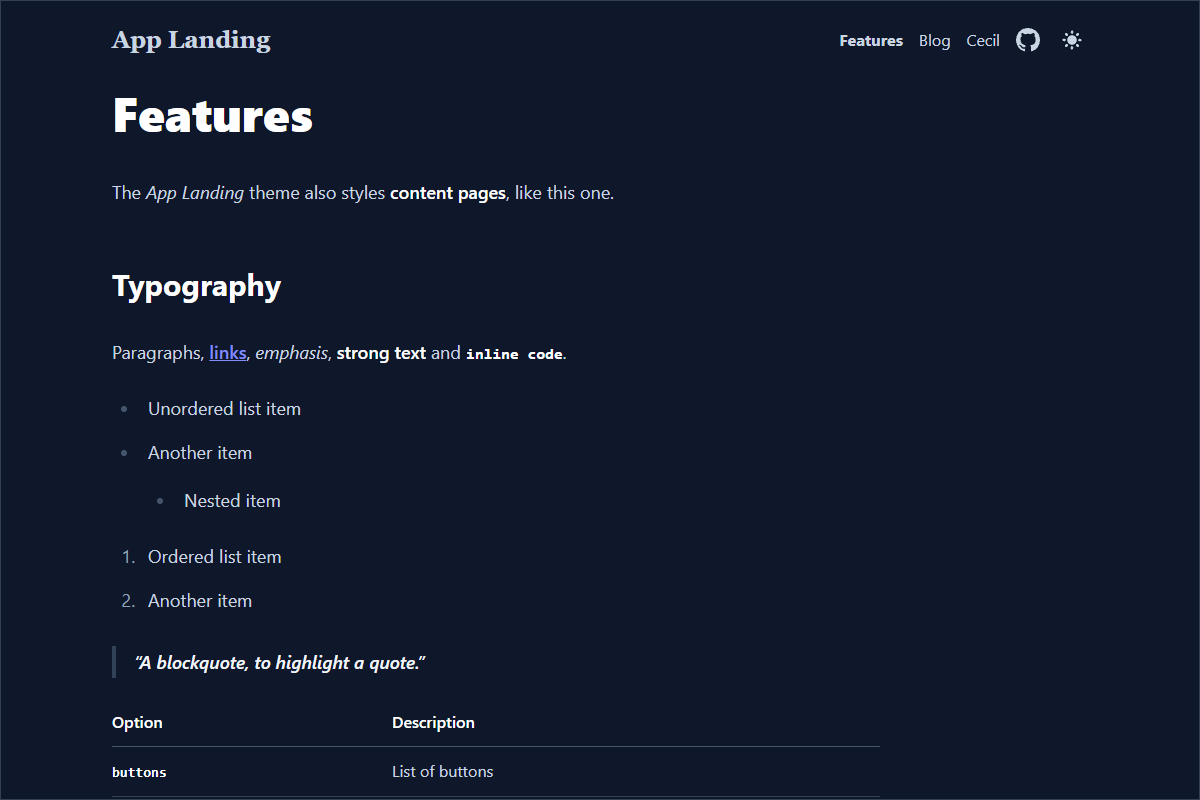 App Landing
Features Blog Cecil
Features
The App Landing theme also styles content pages, like this one.
Typography
Paragraphs, links, emphasis, strong text and inline code.
Unordered list item
Another item
Nested item
1. Ordered list item
2. Another item
“A blockquote, to highlight a quote.”
Option Description
buttons List of buttons